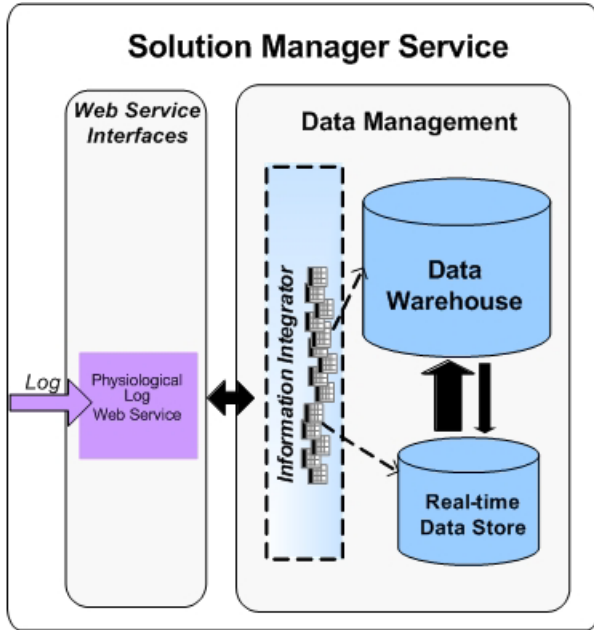 Solution Manager Service
Web Service
Interfaces
Data Management
Information Integrator
Data
Warehouse
Log
Physiological
Log
Web Service
Real-time
Data Store